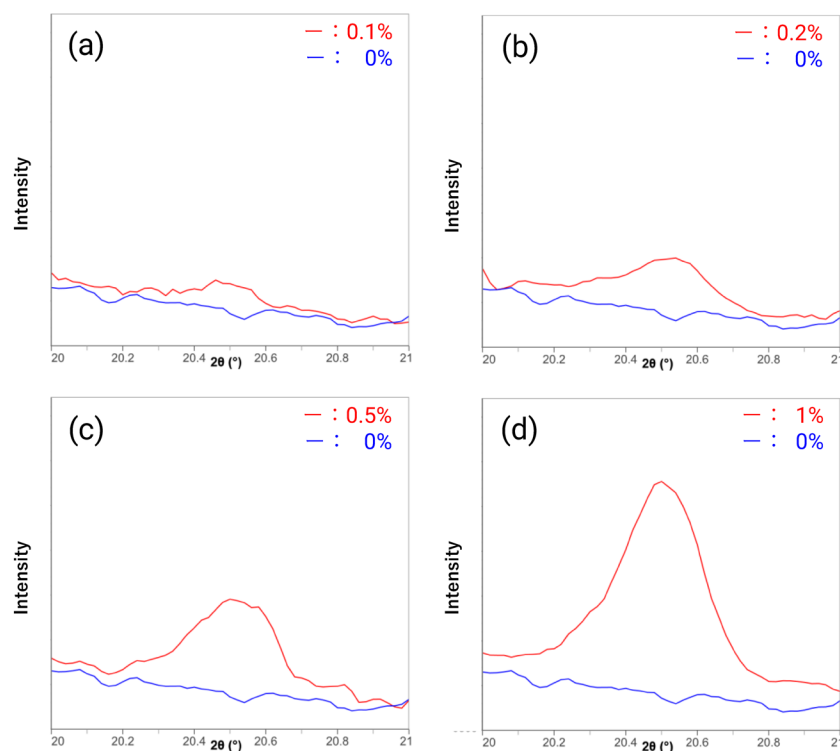 (a)
— : 0.1%
— : 0%
Intensity
20 20.2 20.4 20.6 20.8 21
2θ (°)
(b)
— : 0.2%
— : 0%
Intensity
20 20.2 20.4 20.6 20.8 21
2θ (°)
(c)
— : 0.5%
— : 0%
Intensity
20 20.2 20.4 20.6 20.8 21
2θ (°)
(d)
— : 1%
— : 0%
Intensity
20 20.2 20.4 20.6 20.8 21
2θ (°)